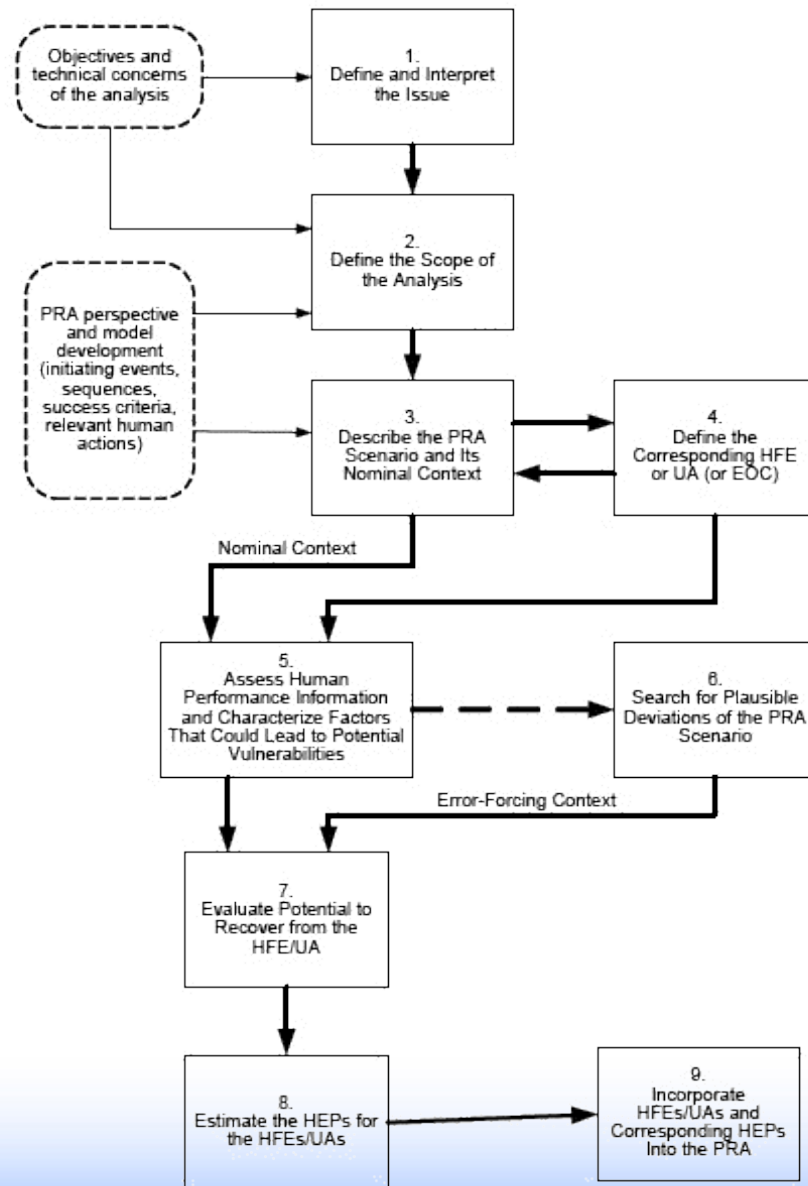 Objectives and
technical concerns
of the analysis
1.
Define and Interpret
the Issue
2.
Define the Scope of
the Analysis
PRA perspective
and model
development
(initiating events,
sequences,
success criteria,
relevant human
actions)
3.
Describe the PRA
Scenario and Its
Nominal Context
4.
Define the
Corresponding HFE
or UA (or EOC)
Nominal Context
5.
Assess Human
Performance Information
and Characterize Factors
That Could Lead to Potential
Vulnerabilities
6.
Search for Plausible
Deviations of the PRA
Scenario
Error-Forcing Context
7.
Evaluate Potential to
Recover from the
HFE/UA
8.
Estimate the HEPs for
the HFEs/UAs
9.
Incorporate
HFEs/UAs and
Corresponding HEPs
Into the PRA